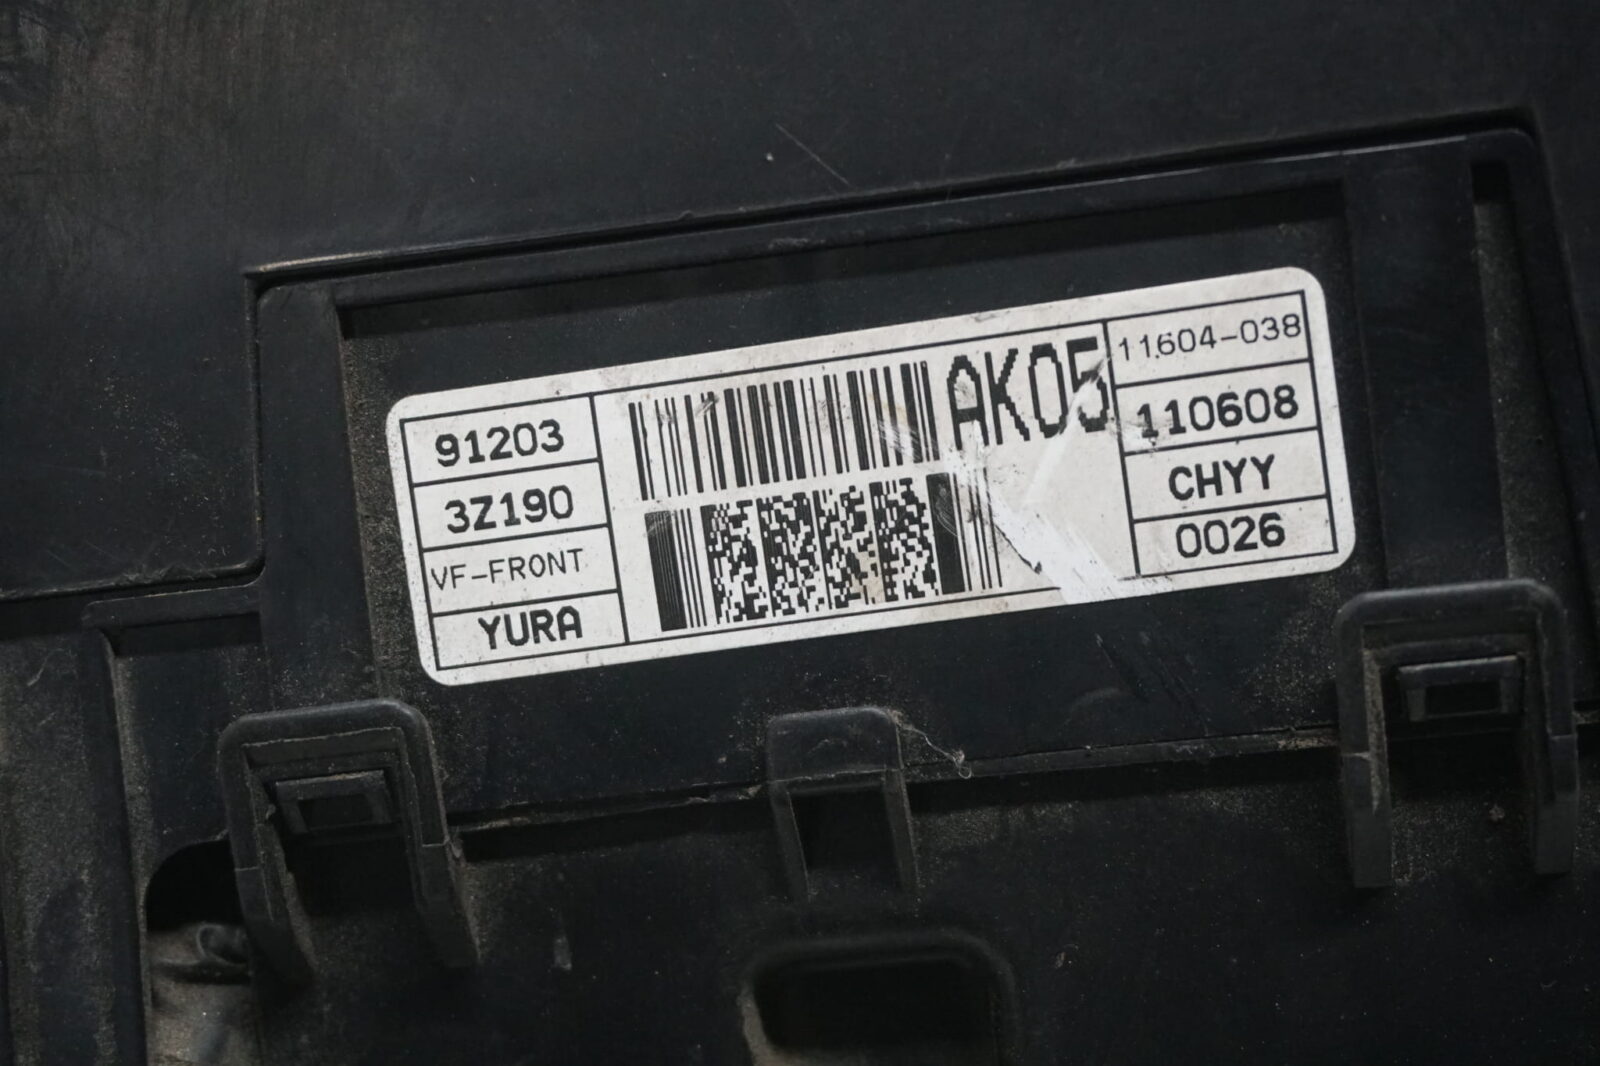 91203
3Z190
VF-FRONT
YURA
AK05
11604-038
110608
CHYY
0026